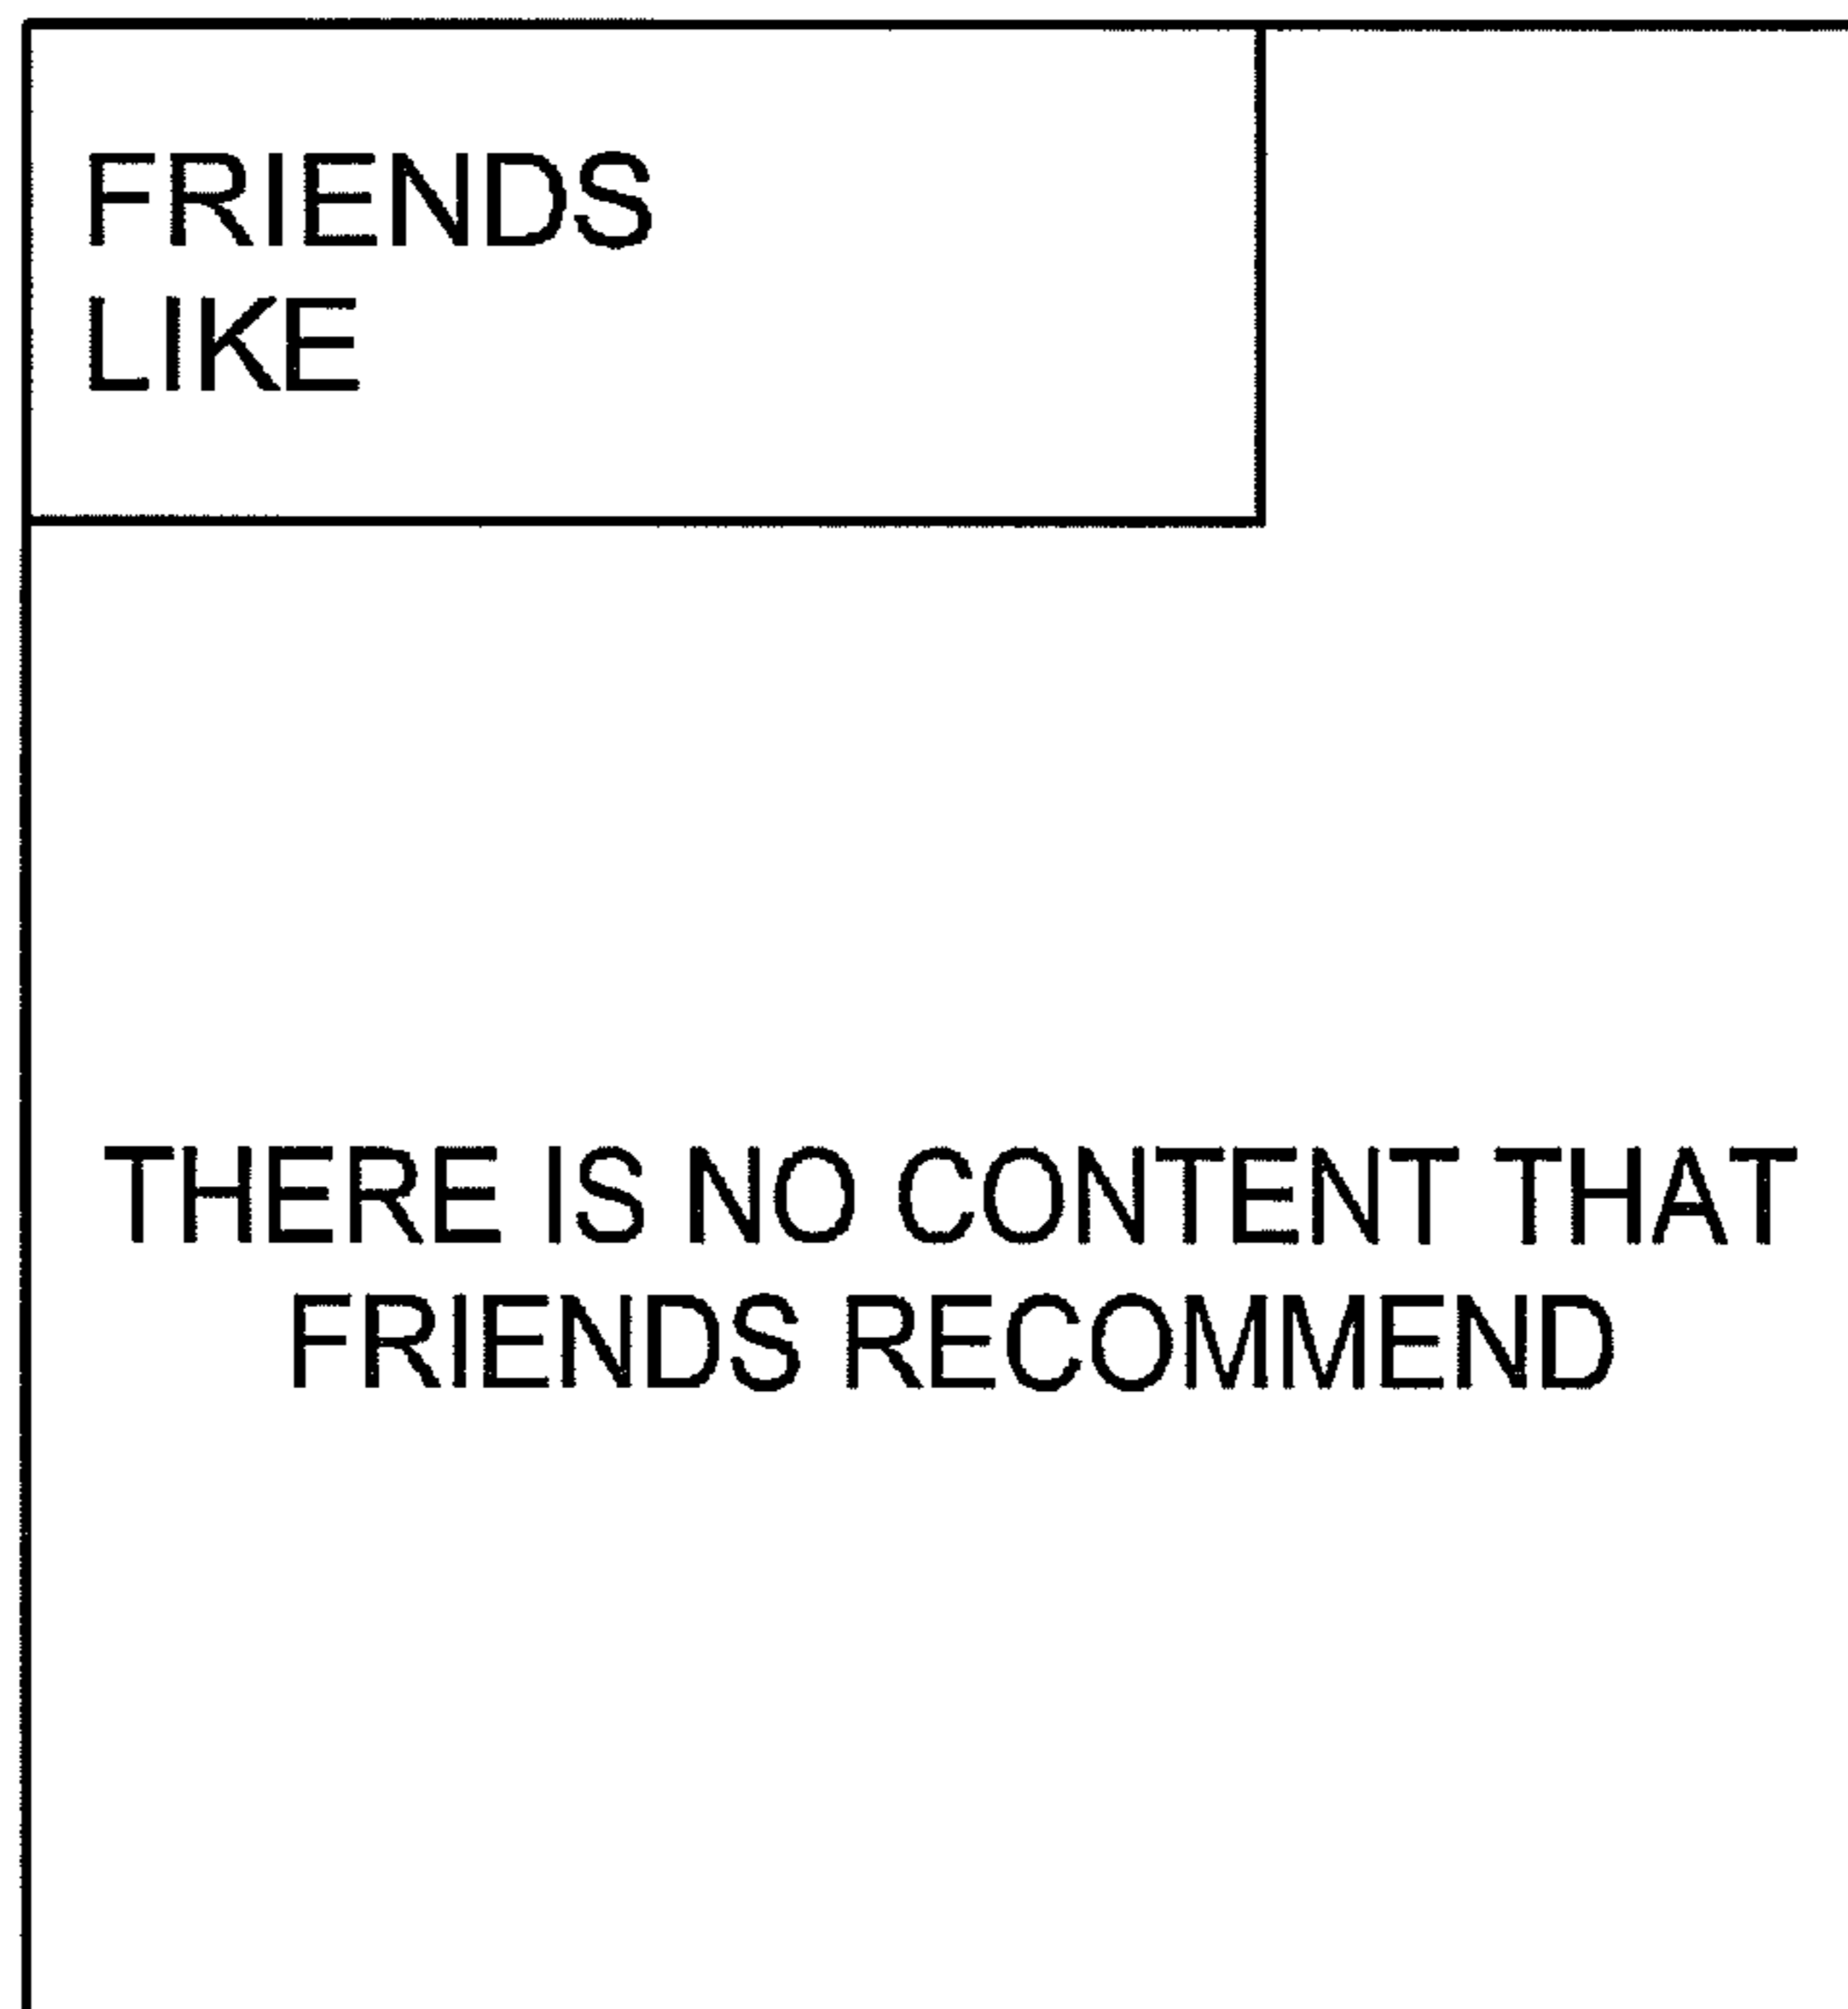 FRIENDS
LIKE
THERE IS NO CONTENT THAT
FRIENDS RECOMMEND